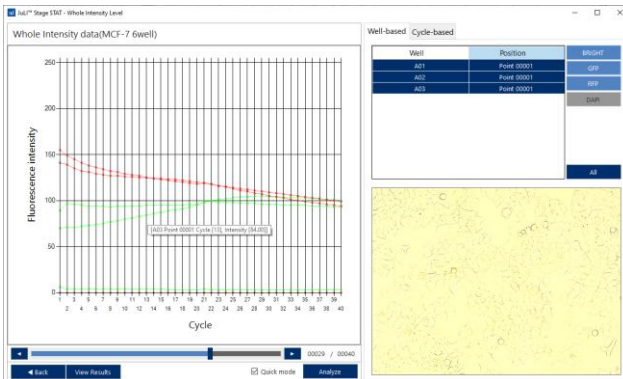 JuLI™ Stage STAT - Whole Intensity Level
Whole Intensity data(MCF-7 6well)
Fluorescence intensity
250
200
150
100
50
0
[A03 Point 00001 Cycle [13], Intensity [94.00]]
1 3 5 7 9 11 13 15 17 19 21 23 25 27 29 31 33 35 37 39
2 4 6 8 10 12 14 16 18 20 22 24 26 28 30 32 34 36 38 40
Cycle
00029 / 00040
Back View Results Quick mode Analyze
Well-based Cycle-based
Well Position
A01 Point 00001
A02 Point 00001
A03 Point 00001
BRIGHT
GFP
RFP
DAPI
All